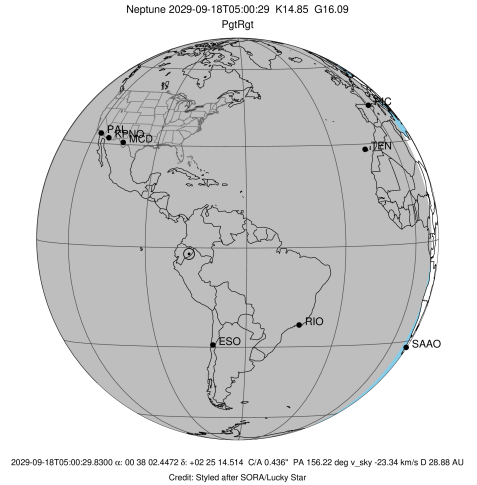 Neptune 2029-09-18T05:00:29 K14.85 G16.09
PgtRgt
PIC
PAL
KPNO
MCD
TEN
RIO
ESO
SAAO
2029-09-18T05:00:29.8300 α: 00 38 02.4472 δ: +02 25 14.514 C/A 0.436" PA 156.22 deg v_sky -23.34 km/s D 28.88 AU
Credit: Styled after SORA/Lucky Star